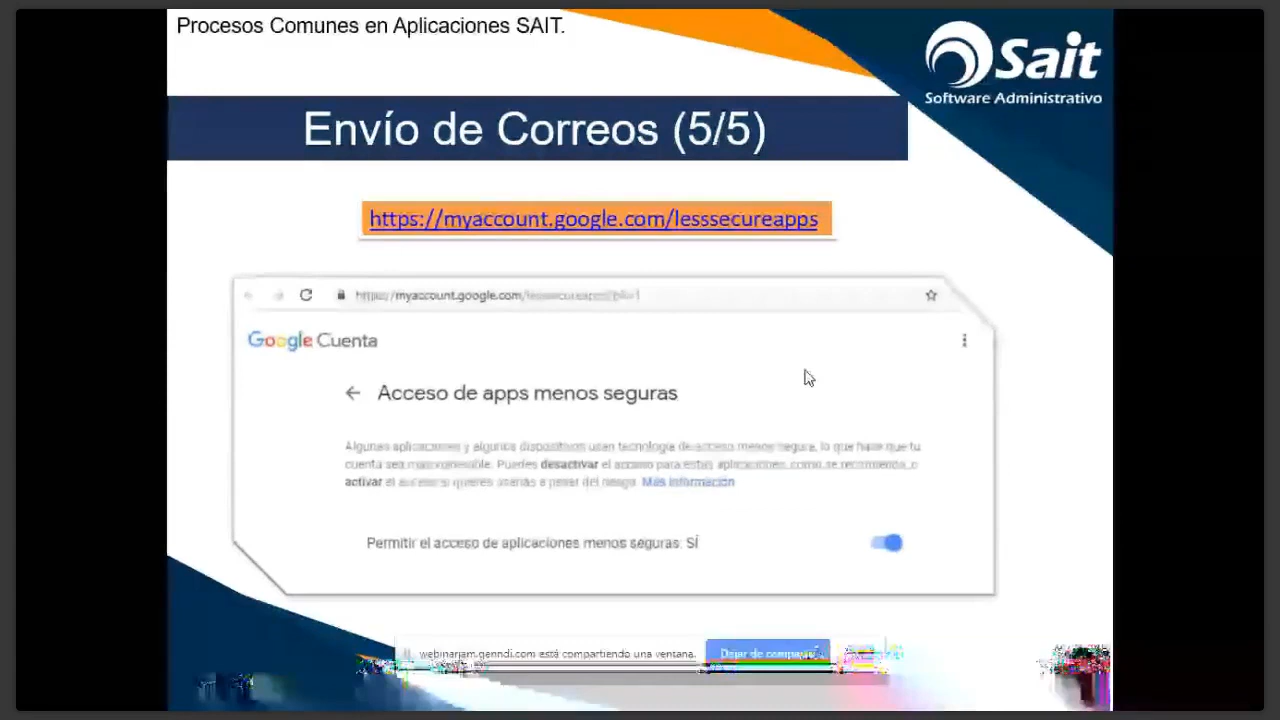 Procesos Comunes en Aplicaciones SAIT.
Sait
Software Administrativo
Envío de Correos (5/5)
https://myaccount.google.com/lesssecureapps
https://myaccount.google.com/lesssecureapps
Google Cuenta
Acceso de apps menos seguras
Algunas aplicaciones y algunos dispositivos usan tecnología de acceso menos segura, lo que hace que tu
cuenta sea más vulnerable. Puedes desactivar el acceso para estas aplicaciones, como se recomienda, o
activar el acceso si quieres usarlas a pesar del riesgo. Más información
Permitir el acceso de aplicaciones menos seguras: SÍ
webinarjam.genndi.com está compartiendo una ventana.
Dejar de compartir